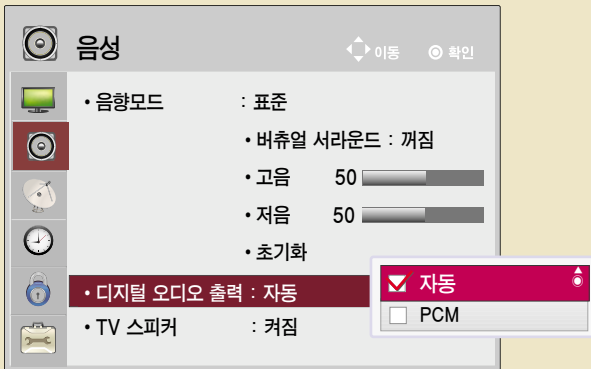 음성 이동 확인
• 음향모드 : 표준
• 버츄얼 서라운드 : 꺼짐
• 고음 50
• 저음 50
• 초기화
• 디지털 오디오 출력 : 자동
• TV 스피커 : 켜짐
자동
PCM